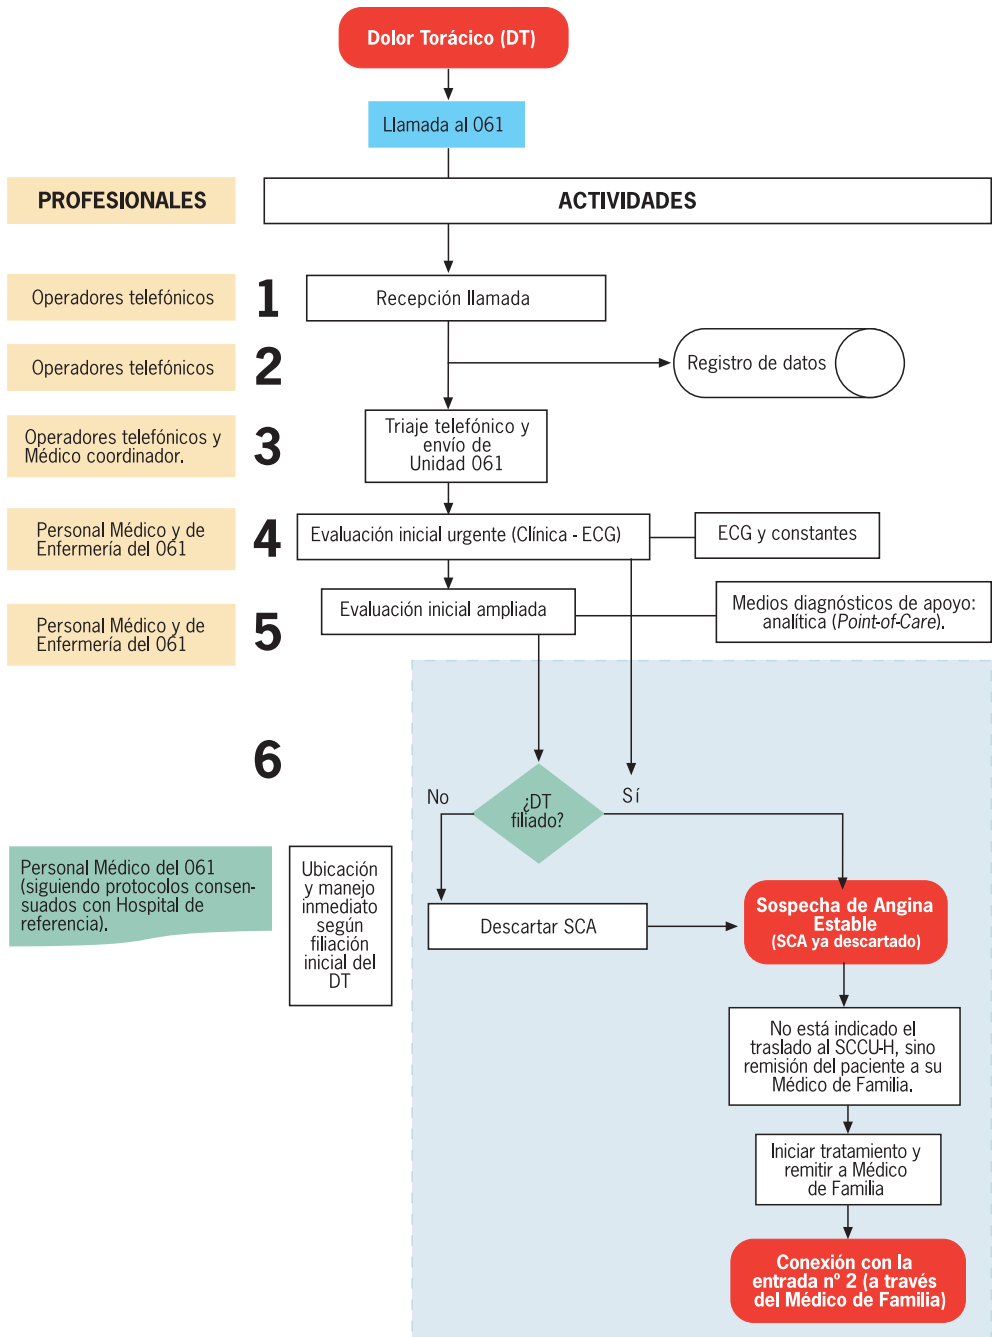 Dolor Torácico (DT)
Llamada al 061
PROFESIONALES
ACTIVIDADES
Operadores telefónicos
1
Recepción llamada
Operadores telefónicos
2
Registro de datos
Operadores telefónicos y
Médico coordinador.
3
Triaje telefónico y
envío de
Unidad 061
Personal Médico y de
Enfermería del 061
4
Evaluación inicial urgente (Clínica - ECG)
ECG y constantes
Personal Médico y de
Enfermería del 061
5
Evaluación inicial ampliada
Medios diagnósticos de apoyo:
analítica (Point-of-Care).
6
No
¿DT
filiado?
Sí
Personal Médico del 061
(siguiendo protocolos consen-
suados con Hospital de
referencia).
Ubicación
y manejo
inmediato
según
filiación
inicial del
DT
Descartar SCA
Sospecha de Angina
Estable
(SCA ya descartado)
No está indicado el
traslado al SCCU-H, sino
remisión del paciente a su
Médico de Familia.
Iniciar tratamiento y
remitir a Médico
de Familia
Conexión con la
entrada nº 2 (a través
del Médico de Familia)